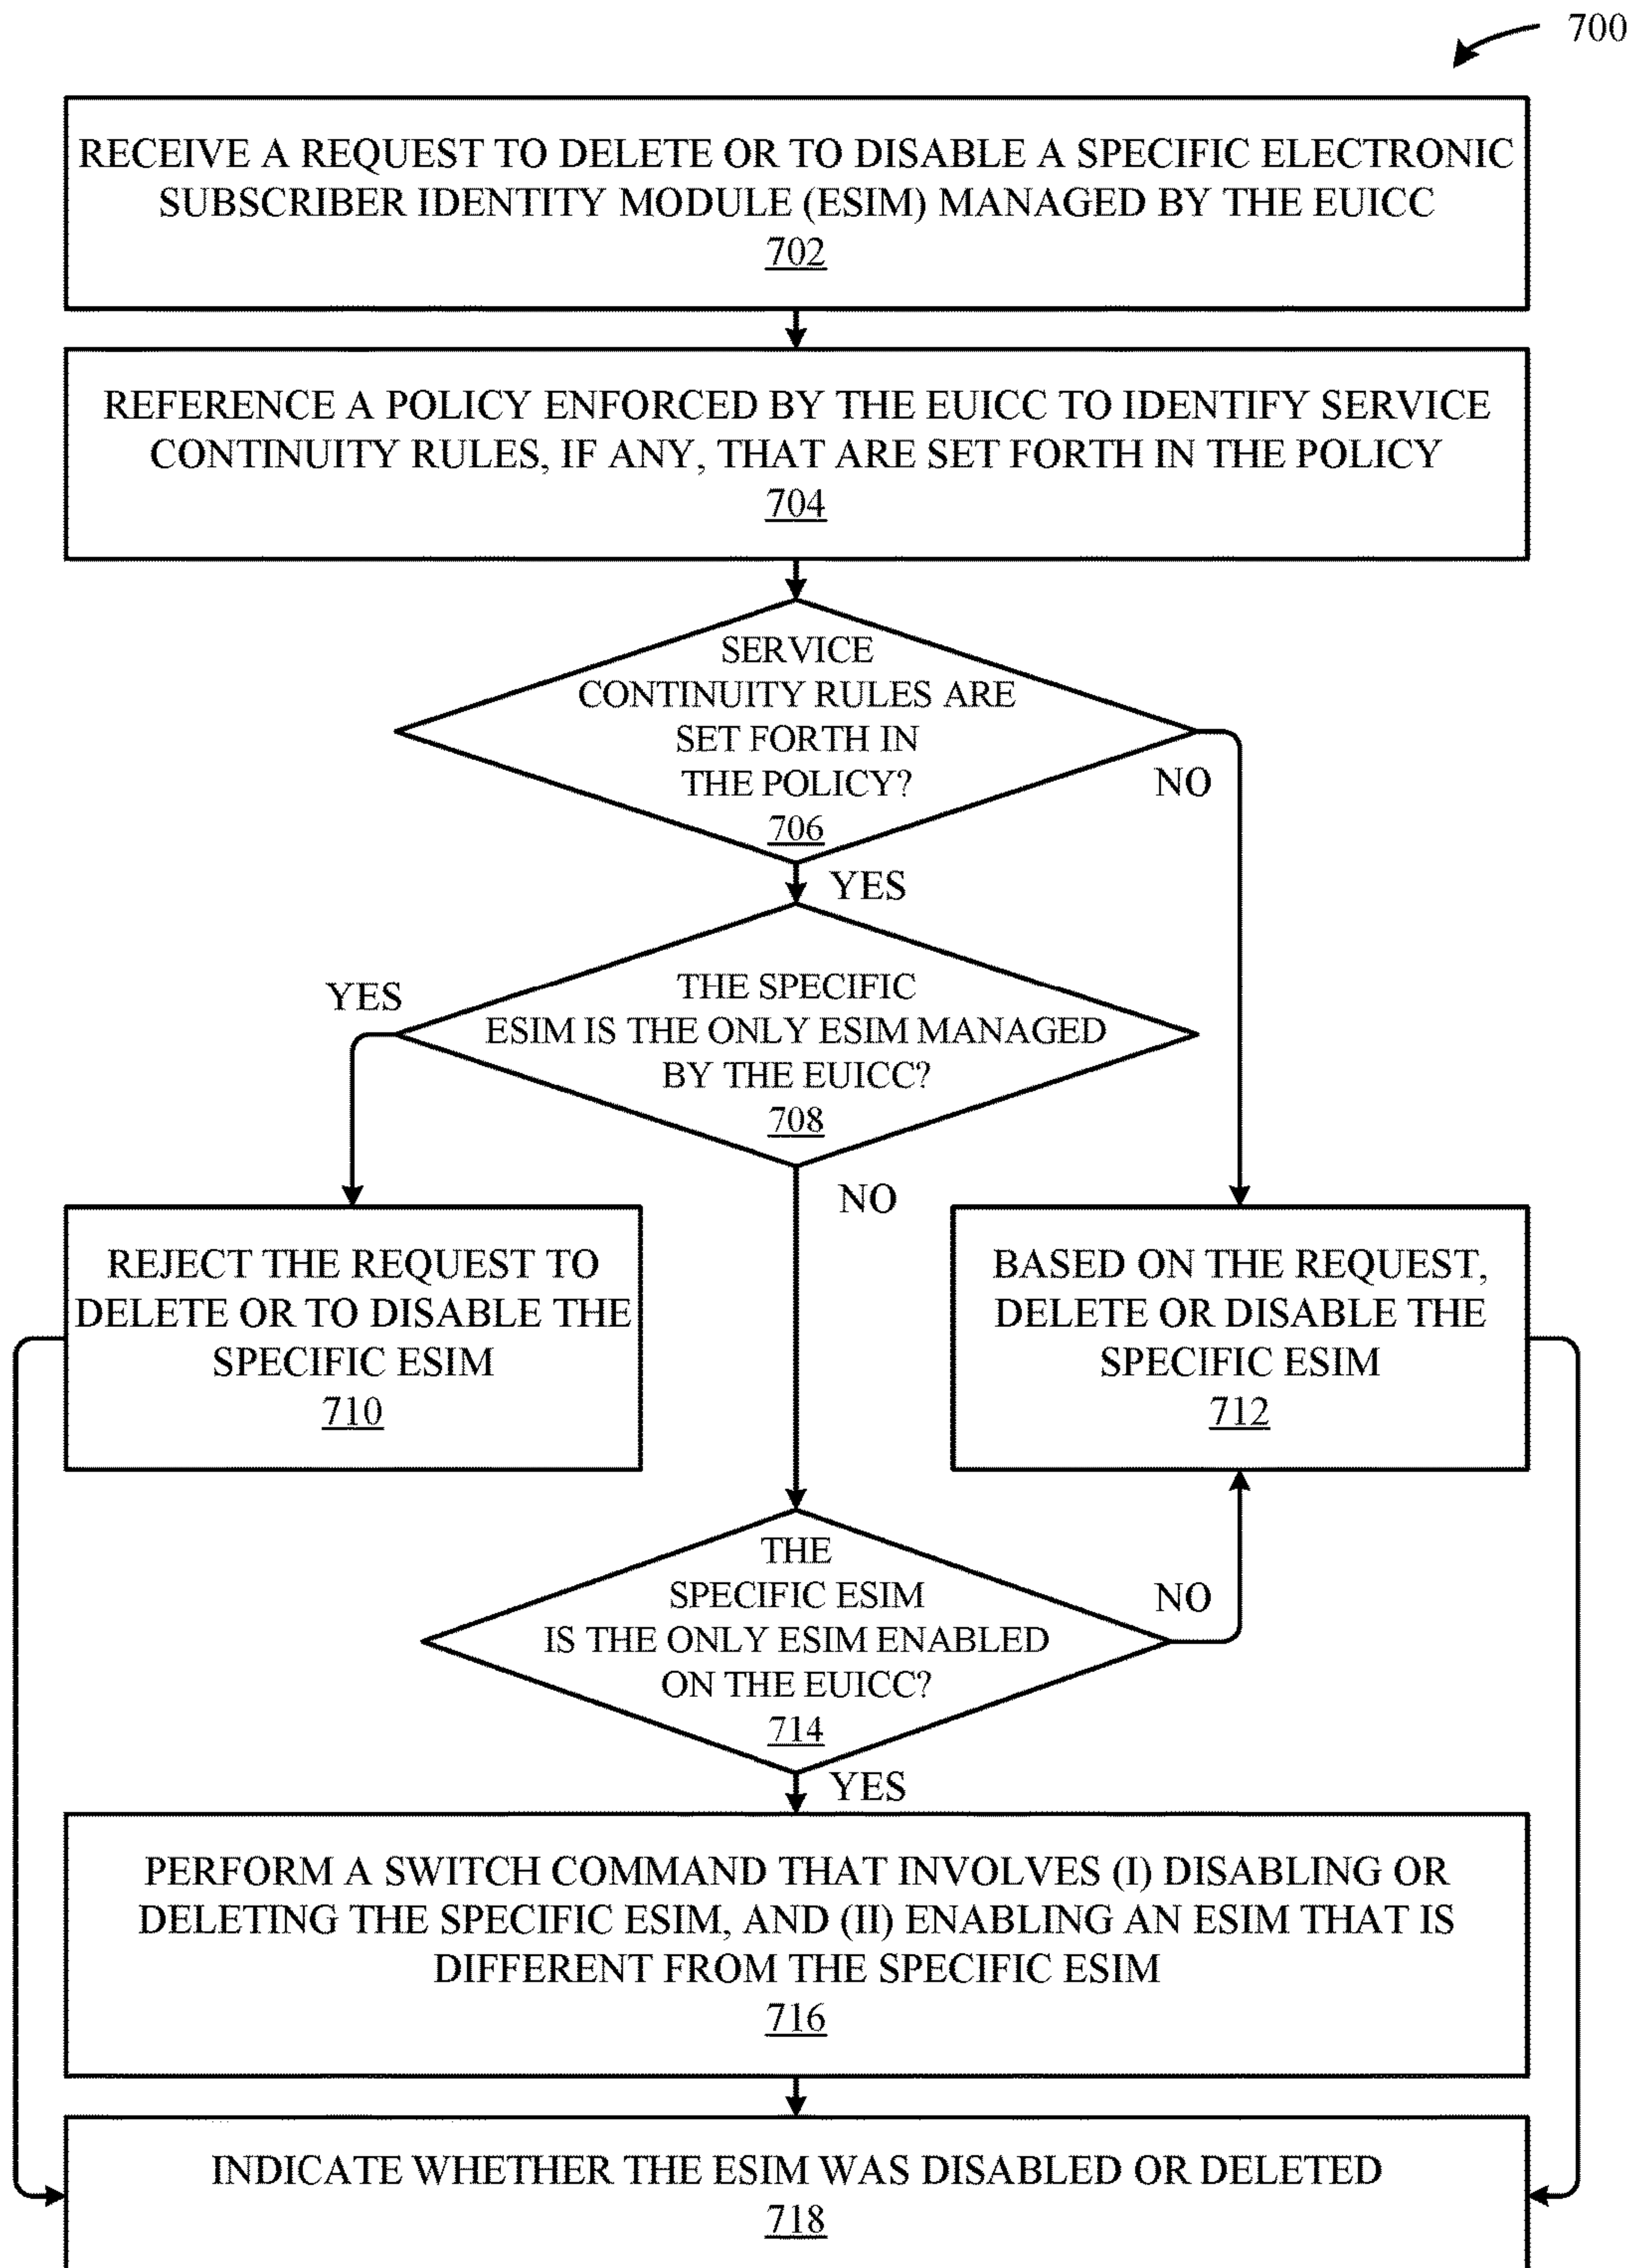 700
RECEIVE A REQUEST TO DELETE OR TO DISABLE A SPECIFIC ELECTRONIC
SUBSCRIBER IDENTITY MODULE (ESIM) MANAGED BY THE EUICC
702
REFERENCE A POLICY ENFORCED BY THE EUICC TO IDENTIFY SERVICE
CONTINUITY RULES, IF ANY, THAT ARE SET FORTH IN THE POLICY
704
SERVICE
CONTINUITY RULES ARE
SET FORTH IN
THE POLICY?
706
NO
YES
THE SPECIFIC
ESIM IS THE ONLY ESIM MANAGED
BY THE EUICC?
708
YES
NO
REJECT THE REQUEST TO
DELETE OR TO DISABLE THE
SPECIFIC ESIM
710
BASED ON THE REQUEST,
DELETE OR DISABLE THE
SPECIFIC ESIM
712
THE
SPECIFIC ESIM
IS THE ONLY ESIM ENABLED
ON THE EUICC?
714
NO
YES
PERFORM A SWITCH COMMAND THAT INVOLVES (I) DISABLING OR
DELETING THE SPECIFIC ESIM, AND (II) ENABLING AN ESIM THAT IS
DIFFERENT FROM THE SPECIFIC ESIM
716
INDICATE WHETHER THE ESIM WAS DISABLED OR DELETED
718